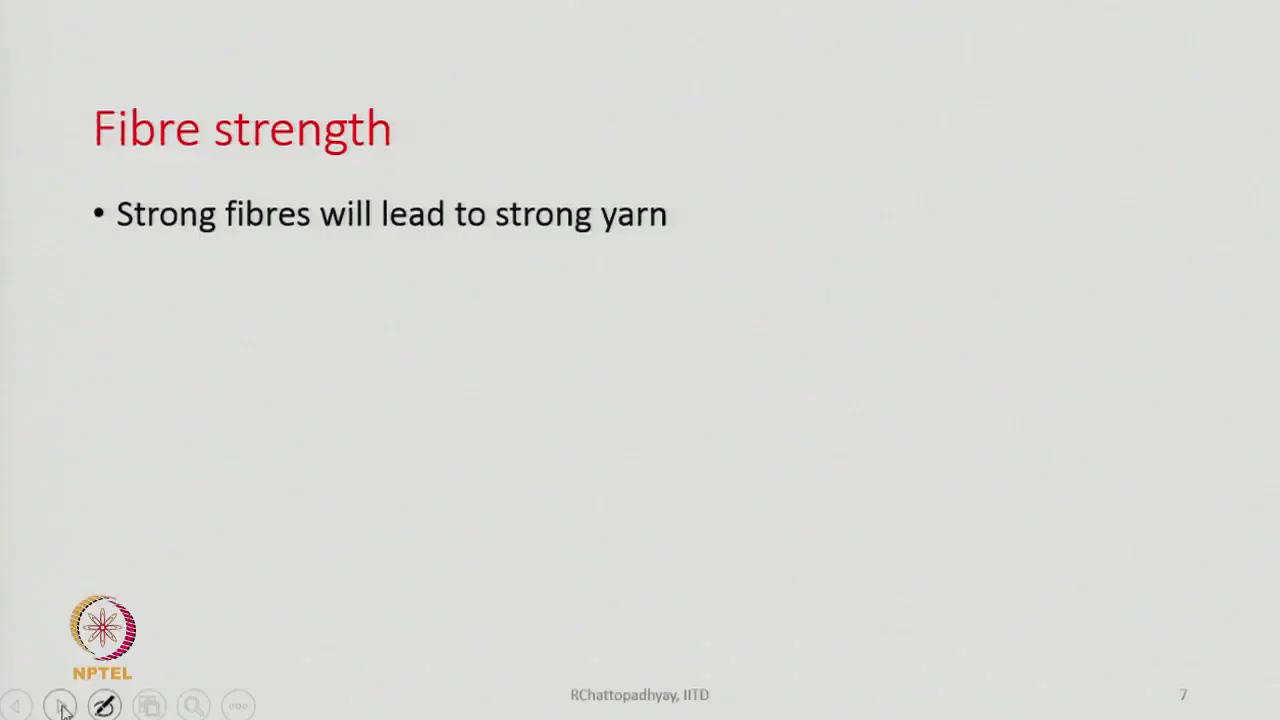 Fibre strength
• Strong fibres will lead to strong yarn
NPTEL
RChattopadhyay, IITD
7